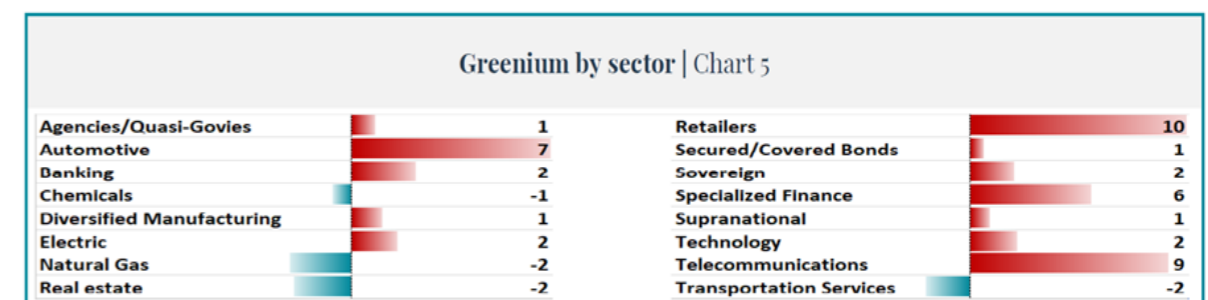 Greenium by sector | Chart 5
Agencies/Quasi-Govies 1
Automotive 7
Banking 2
Chemicals -1
Diversified Manufacturing 1
Electric 2
Natural Gas -2
Real estate -2
Retailers 10
Secured/Covered Bonds 1
Sovereign 2
Specialized Finance 6
Supranational 1
Technology 2
Telecommunications 9
Transportation Services -2